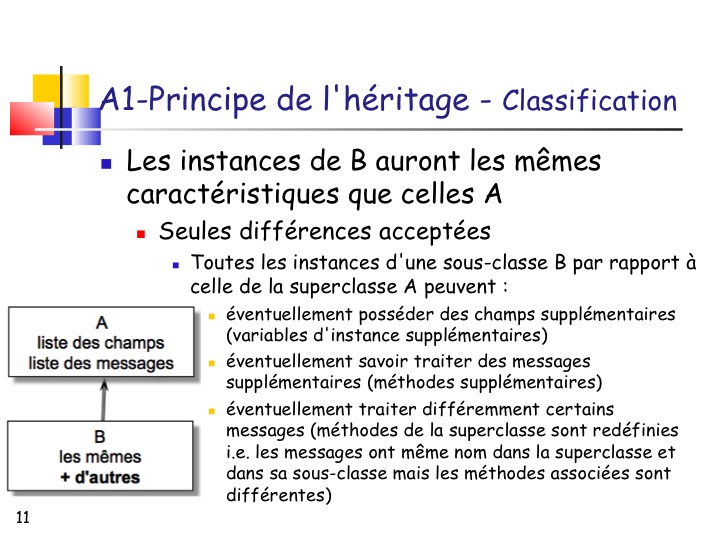 A1-Principe de l'héritage - Classification
Les instances de B auront les mêmes
caractéristiques que celles A
Seules différences acceptées
Toutes les instances d'une sous-classe B par rapport à
celle de la superclasse A peuvent :
éventuellement posséder des champs supplémentaires
(variables d'instance supplémentaires)
éventuellement savoir traiter des messages
supplémentaires (méthodes supplémentaires)
éventuellement traiter différemment certains
messages (méthodes de la superclasse sont redéfinies
i.e. les messages ont même nom dans la superclasse et
dans sa sous-classe mais les méthodes associées sont
différentes)
A
liste des champs
liste des messages
B
les mêmes
+ d'autres
11